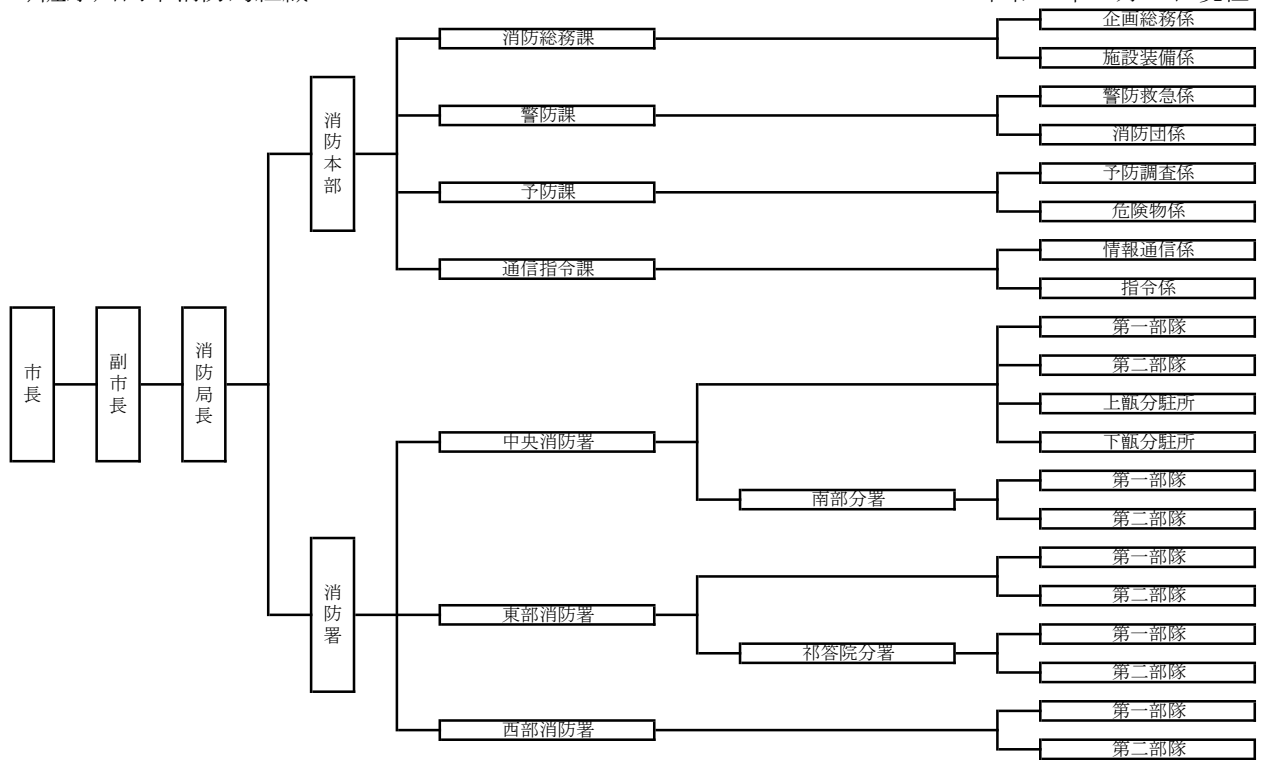 企画総務係
消防総務課
施設装備係
消防本部
警防救急係
警防課
消防団係
予防調査係
予防課
危険物係
情報通信係
通信指令課
指令係
市長
副市長
消防局長
第一部隊
第二部隊
上甑分駐所
中央消防署
下甑分駐所
第一部隊
南部分署
第二部隊
消防署
第一部隊
第二部隊
東部消防署
第一部隊
祁答院分署
第二部隊
第一部隊
西部消防署
第二部隊